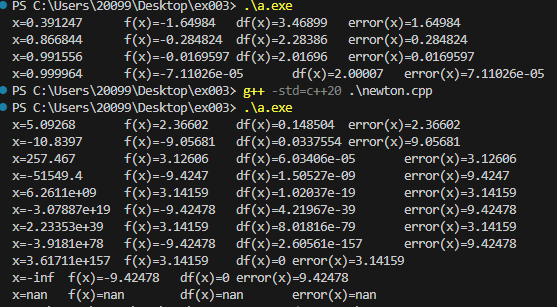 PS C:\Users\20099\Desktop\ex003> .\a.exe
x=0.391247 f(x)=-1.64984 df(x)=3.46899 error(x)=1.64984
x=0.866844 f(x)=-0.284824 df(x)=2.28386 error(x)=0.284824
x=0.991556 f(x)=-0.0169597 df(x)=2.01696 error(x)=0.0169597
x=0.999964 f(x)=-7.11026e-05 df(x)=2.00007 error(x)=7.11026e-05
PS C:\Users\20099\Desktop\ex003> g++ -std=c++20 .\newton.cpp
PS C:\Users\20099\Desktop\ex003> .\a.exe
x=5.09268 f(x)=2.36602 df(x)=0.148504 error(x)=2.36602
x=-10.8397 f(x)=-9.05681 df(x)=0.0337554 error(x)=9.05681
x=257.467 f(x)=3.12606 df(x)=6.03406e-05 error(x)=3.12606
x=-51549.4 f(x)=-9.4247 df(x)=1.50527e-09 error(x)=9.4247
x=6.2611e+09 f(x)=3.14159 df(x)=1.02037e-19 error(x)=3.14159
x=-3.07887e+19 f(x)=-9.42478 df(x)=4.21967e-39 error(x)=9.42478
x=2.23353e+39 f(x)=3.14159 df(x)=8.01816e-79 error(x)=3.14159
x=-3.9181e+78 f(x)=-9.42478 df(x)=2.60561e-157 error(x)=9.42478
x=3.61711e+157 f(x)=3.14159 df(x)=0 error(x)=3.14159
x=-inf f(x)=-9.42478 df(x)=0 error(x)=9.42478
x=nan f(x)=nan df(x)=nan error(x)=nan